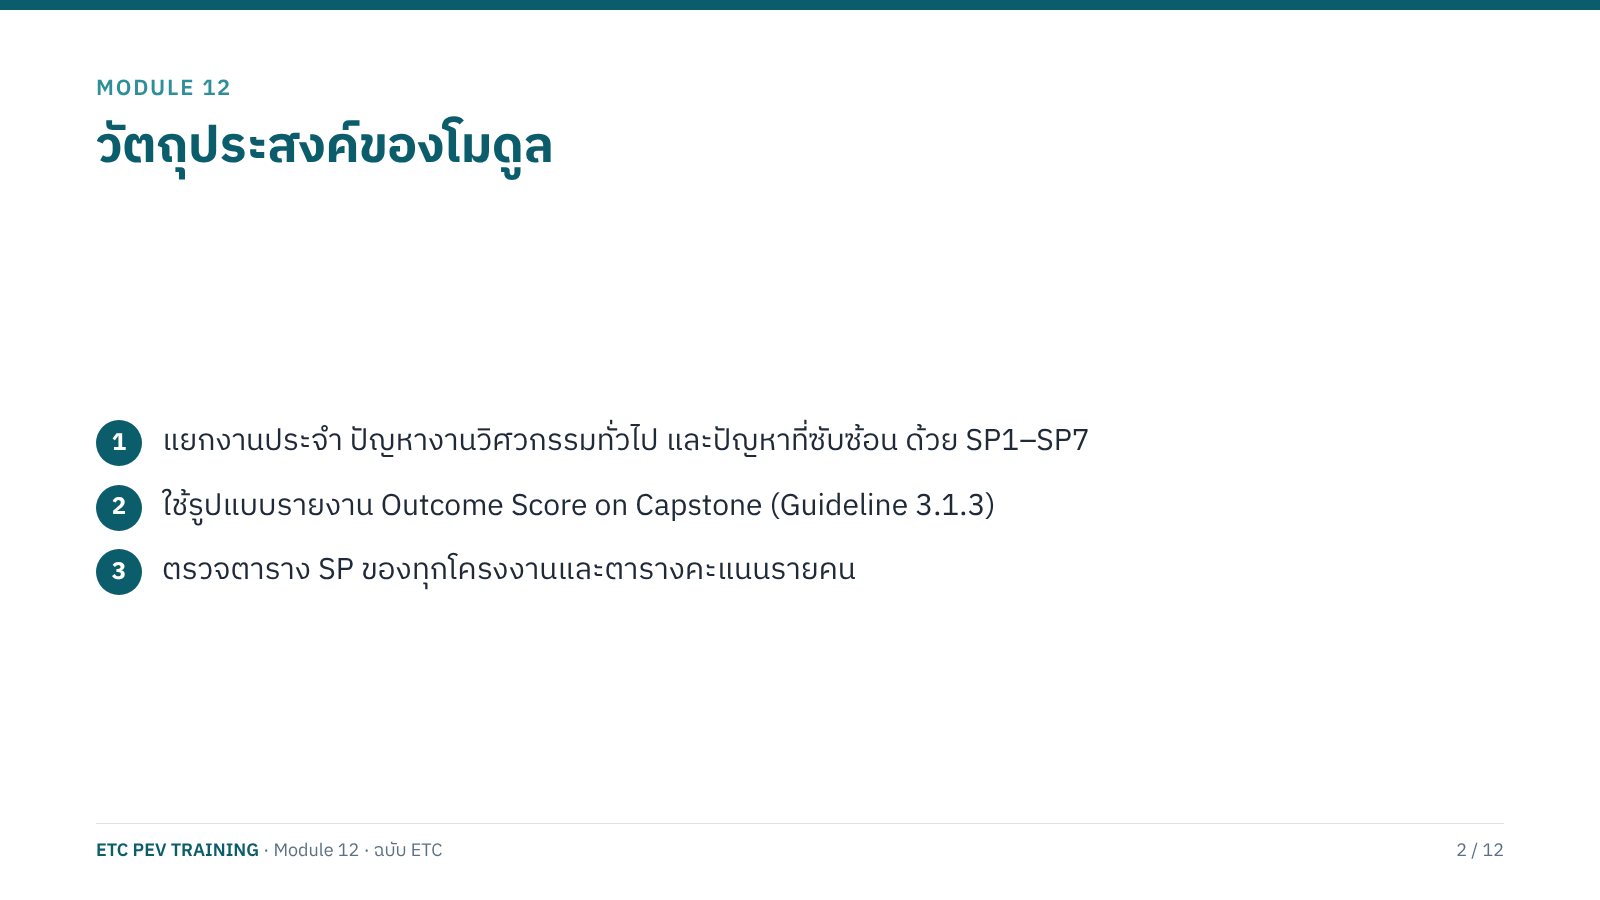 MODULE 12
วัตถุประสงค์ของโมดูล
1 แยกงานประจำ ปัญหางานวิศวกรรมทั่วไป และปัญหาที่ซับซ้อน ด้วย SP1–SP7
2 ใช้รูปแบบรายงาน Outcome Score on Capstone (Guideline 3.1.3)
3 ตรวจตาราง SP ของทุกโครงงานและตารางคะแนนรายคน
ETC PEV TRAINING · Module 12 · ฉบับ ETC
2 / 12